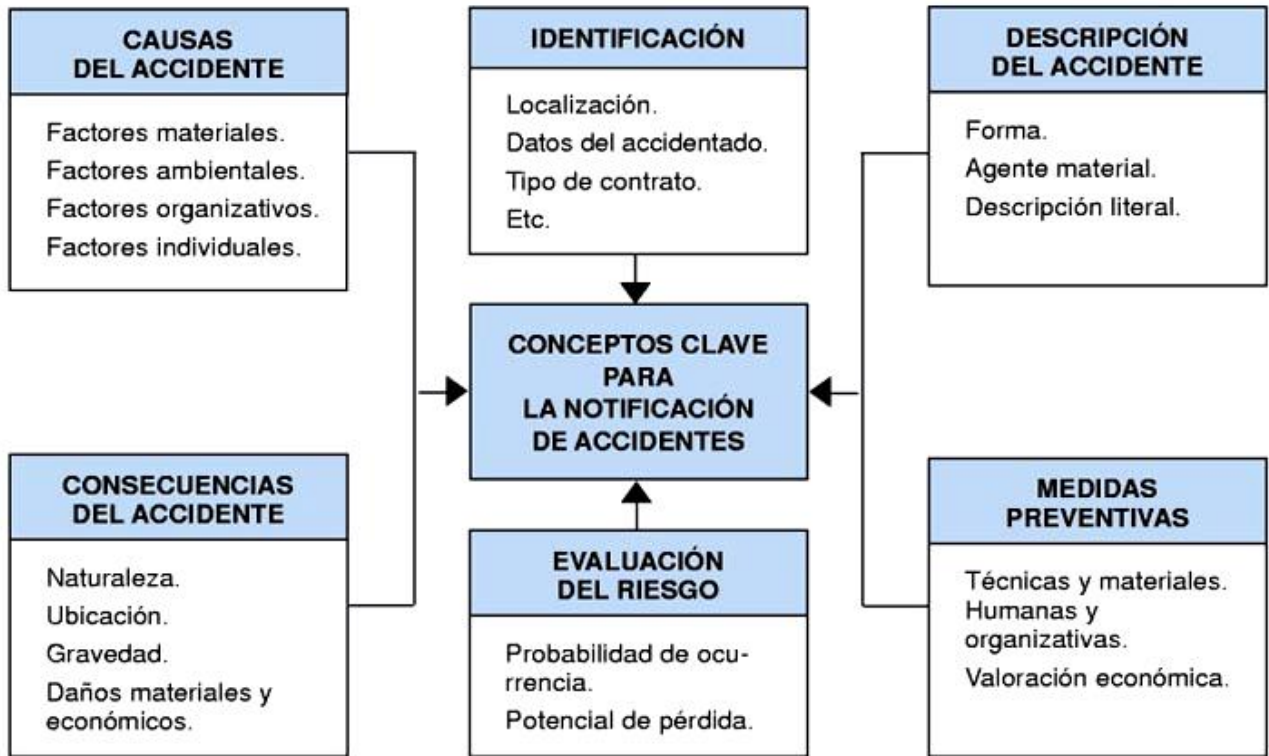 CAUSAS
DEL ACCIDENTE
Factores materiales.
Factores ambientales.
Factores organizativos.
Factores individuales.
IDENTIFICACIÓN
Localización.
Datos del accidentado.
Tipo de contrato.
Etc.
DESCRIPCIÓN
DEL ACCIDENTE
Forma.
Agente material.
Descripción literal.
CONCEPTOS CLAVE
PARA
LA NOTIFICACIÓN
DE ACCIDENTES
CONSECUENCIAS
DEL ACCIDENTE
Naturaleza.
Ubicación.
Gravedad.
Daños materiales y
económicos.
EVALUACIÓN
DEL RIESGO
Probabilidad de ocu-
rrencia.
Potencial de pérdida.
MEDIDAS
PREVENTIVAS
Técnicas y materiales.
Humanas y
organizativas.
Valoración económica.